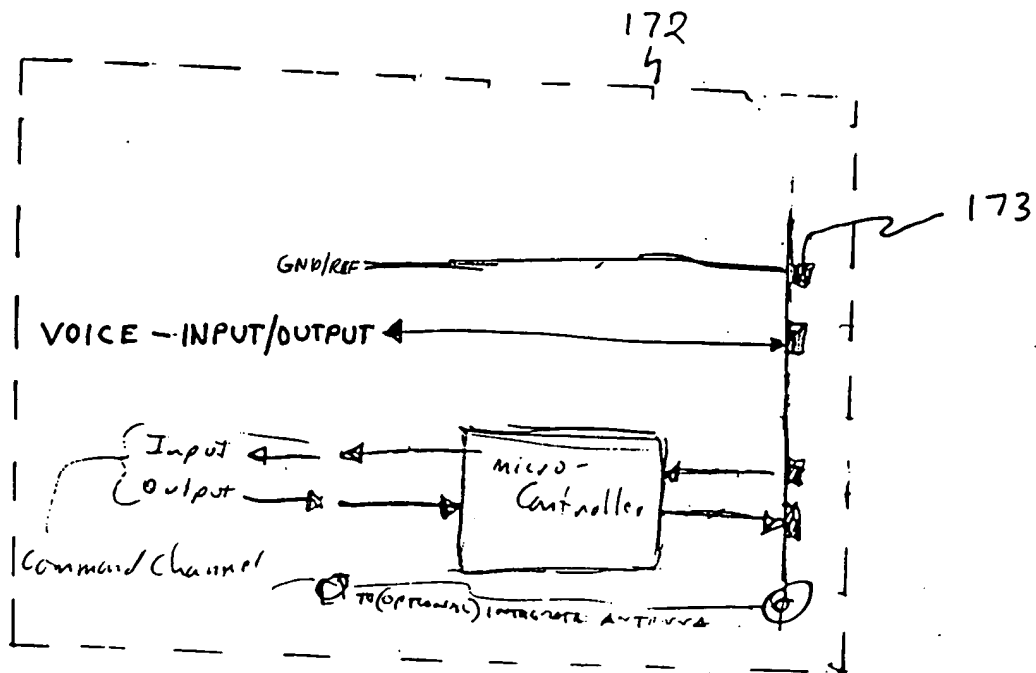 172
173
GND/REF
VOICE - INPUT/OUTPUT
Input
Output
micro-
Controller
Command Channel
TO (OPTIONAL) INTEGRATE ANTENNA